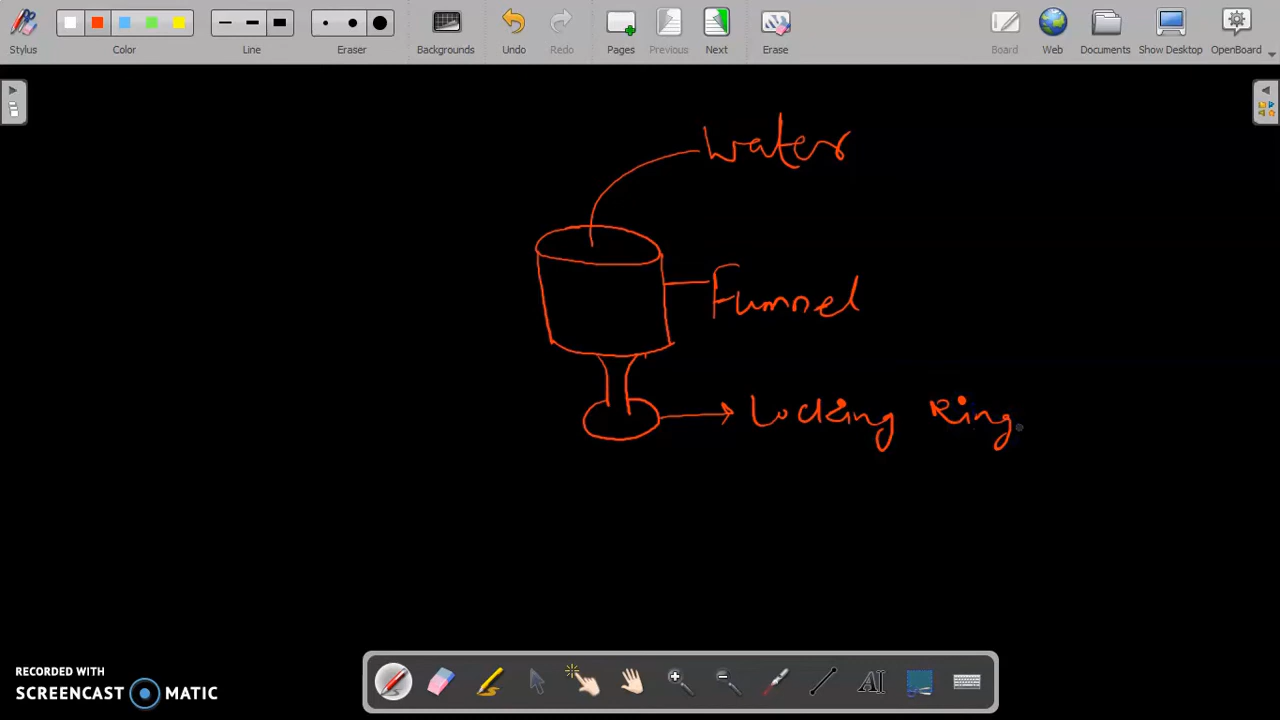 Stylus
Color
Line
Eraser
Backgrounds
Undo
Redo
Pages
Previous
Next
Erase
Board
Web
Documents
Show Desktop
OpenBoard
Water
Funnel
Locking Ring
RECORDED WITH
SCREENCAST MATIC